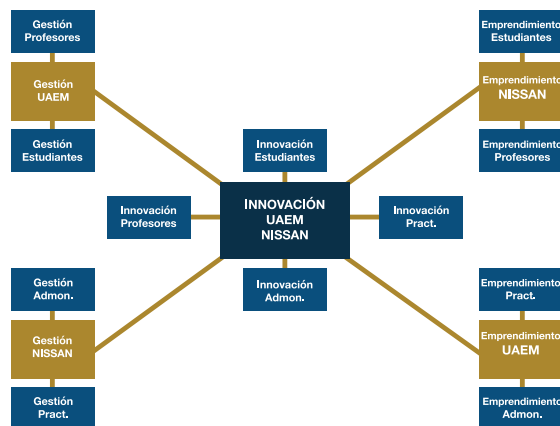 Gestión
Profesores
Gestión
UAEM
Gestión
Estudiantes
Emprendimiento
Estudiantes
Emprendimiento
NISSAN
Emprendimiento
Profesores
Innovación
Estudiantes
Innovación
Profesores
INNOVACIÓN
UAEM
NISSAN
Innovación
Pract.
Innovación
Admon.
Gestión
Admon.
Gestión
NISSAN
Gestión
Pract.
Emprendimiento
Pract.
Emprendimiento
UAEM
Emprendimiento
Admon.